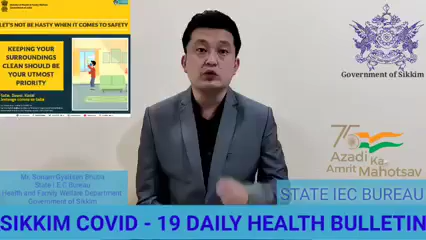 LET'S NOT BE HASTY WHEN IT COMES TO SAFETY
KEEPING YOUR
SURROUNDINGS
CLEAN SHOULD BE
YOUR UTMOST
PRIORITY
Government of Sikkim
75
Azadi Ka
Amrit Mahotsav
Mr. Sonam Gyatsen Bhutia
State I.E.C Bureau
Health and Family Welfare Department
Government of Sikkim
STATE IEC BUREAU
SIKKIM COVID - 19 DAILY HEALTH BULLETIN